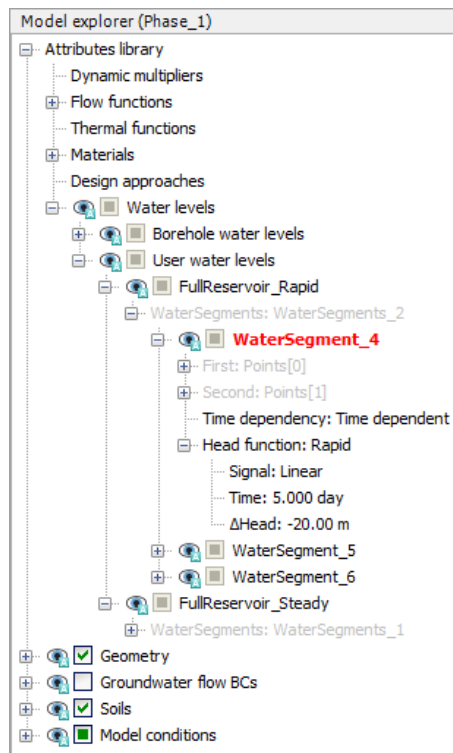 Model explorer (Phase_1)
Attributes library
Dynamic multipliers
Flow functions
Thermal functions
Materials
Design approaches
Water levels
Borehole water levels
User water levels
FullReservoir_Rapid
WaterSegments: WaterSegments_2
WaterSegment_4
First: Points[0]
Second: Points[1]
Time dependency: Time dependent
Head function: Rapid
Signal: Linear
Time: 5.000 day
ΔHead: -20.00 m
WaterSegment_5
WaterSegment_6
FullReservoir_Steady
WaterSegments: WaterSegments_1
Geometry
Groundwater flow BCs
Soils
Model conditions